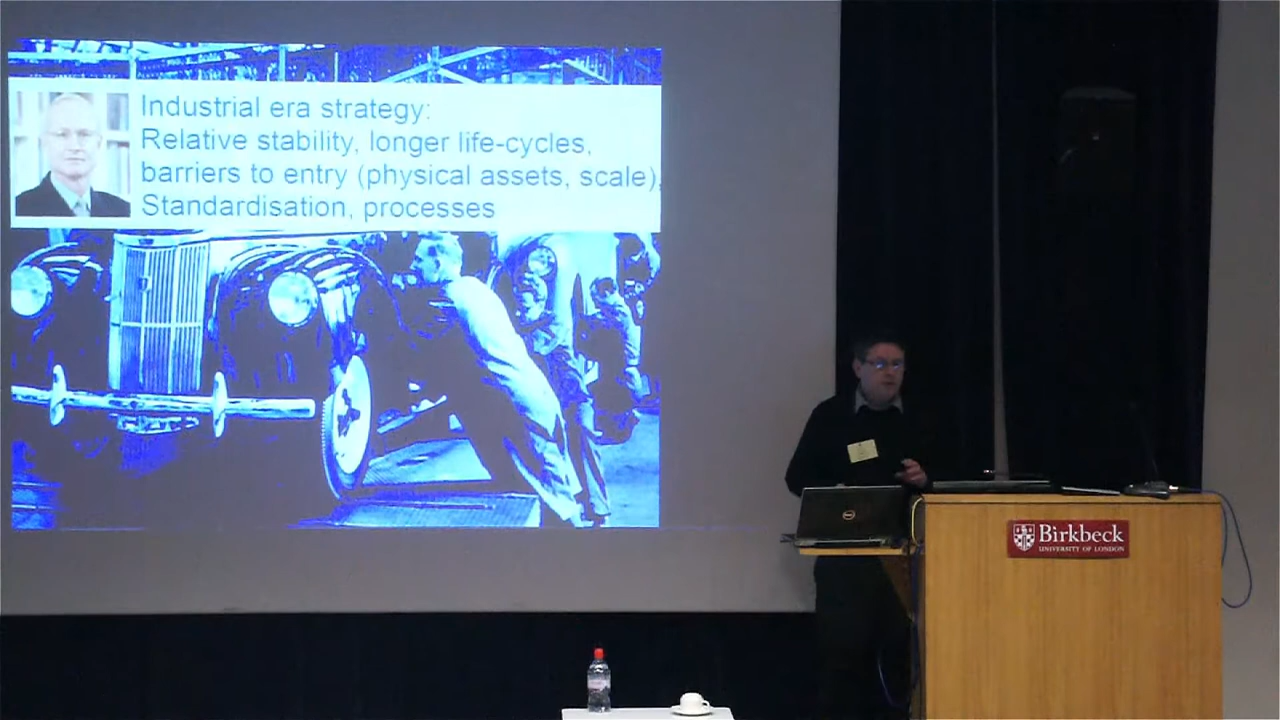 Industrial era strategy:
Relative stability, longer life-cycles,
barriers to entry (physical assets, scale),
Standardisation, processes
Birkbeck
UNIVERSITY OF LONDON
DELL